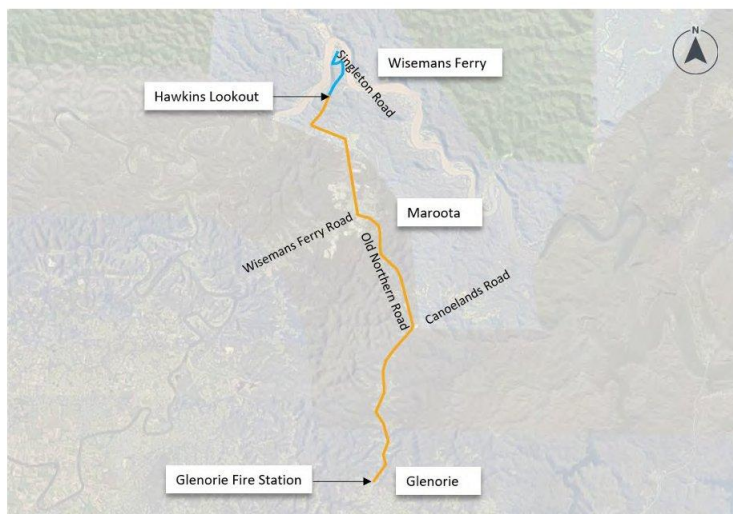 N
Singleton Road
Wisemans Ferry
Hawkins Lookout
Maroota
Wisemans Ferry Road
Old Northern Road
Canoelands Road
Glenorie Fire Station
Glenorie